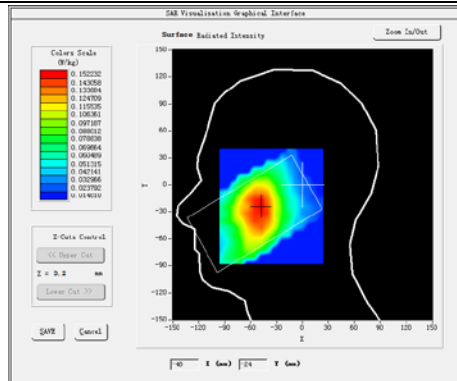 SAR Visualisation Graphical Interface
Surface Radiated Intensity
Zoom In/Out
Colors Scale
(W/kg)
0.152232
0.143058
0.133884
0.124709
0.115535
0.106361
0.097187
0.088012
0.078838
0.069664
0.060489
0.051315
0.042141
0.032966
0.023792
0.014618
150
120
90
60
30
0
-30
-60
-90
-120
-150
Y
-150 -120 -90 -60 -30 0 30 60 90 120 150
X
Z-Cuts Control
<< Upper Cut
Z = 3.2 mm
Lower Cut >>
SAVE Cancel
-48 X (mm) -24 Y (mm)